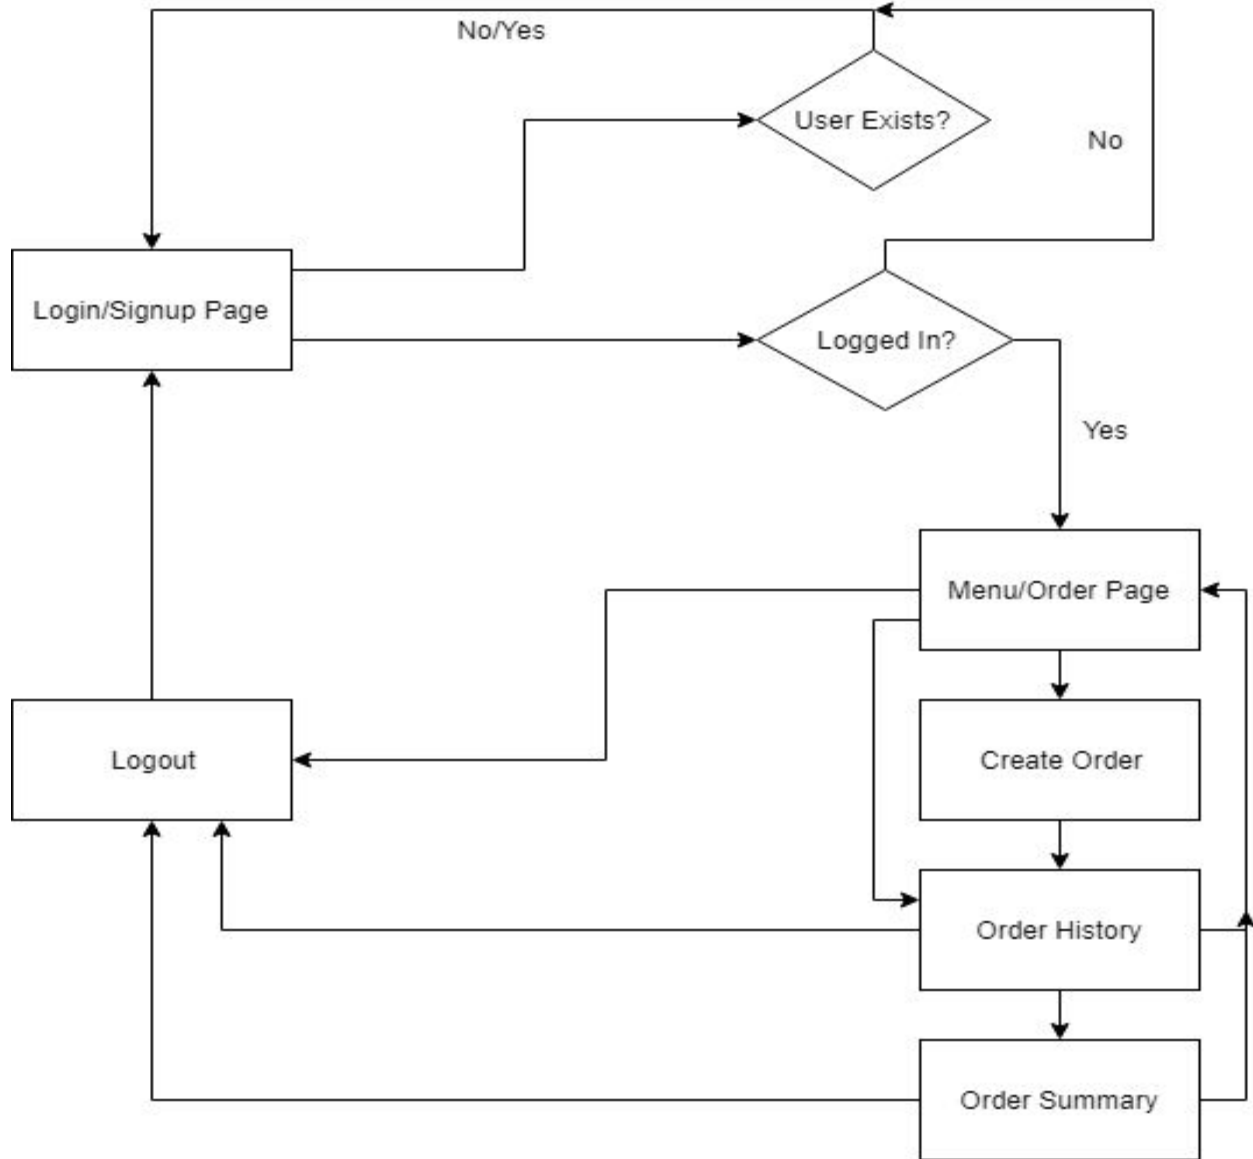 No/Yes
User Exists?
No
Login/Signup Page
Logged In?
Yes
Menu/Order Page
Logout
Create Order
Order History
Order Summary